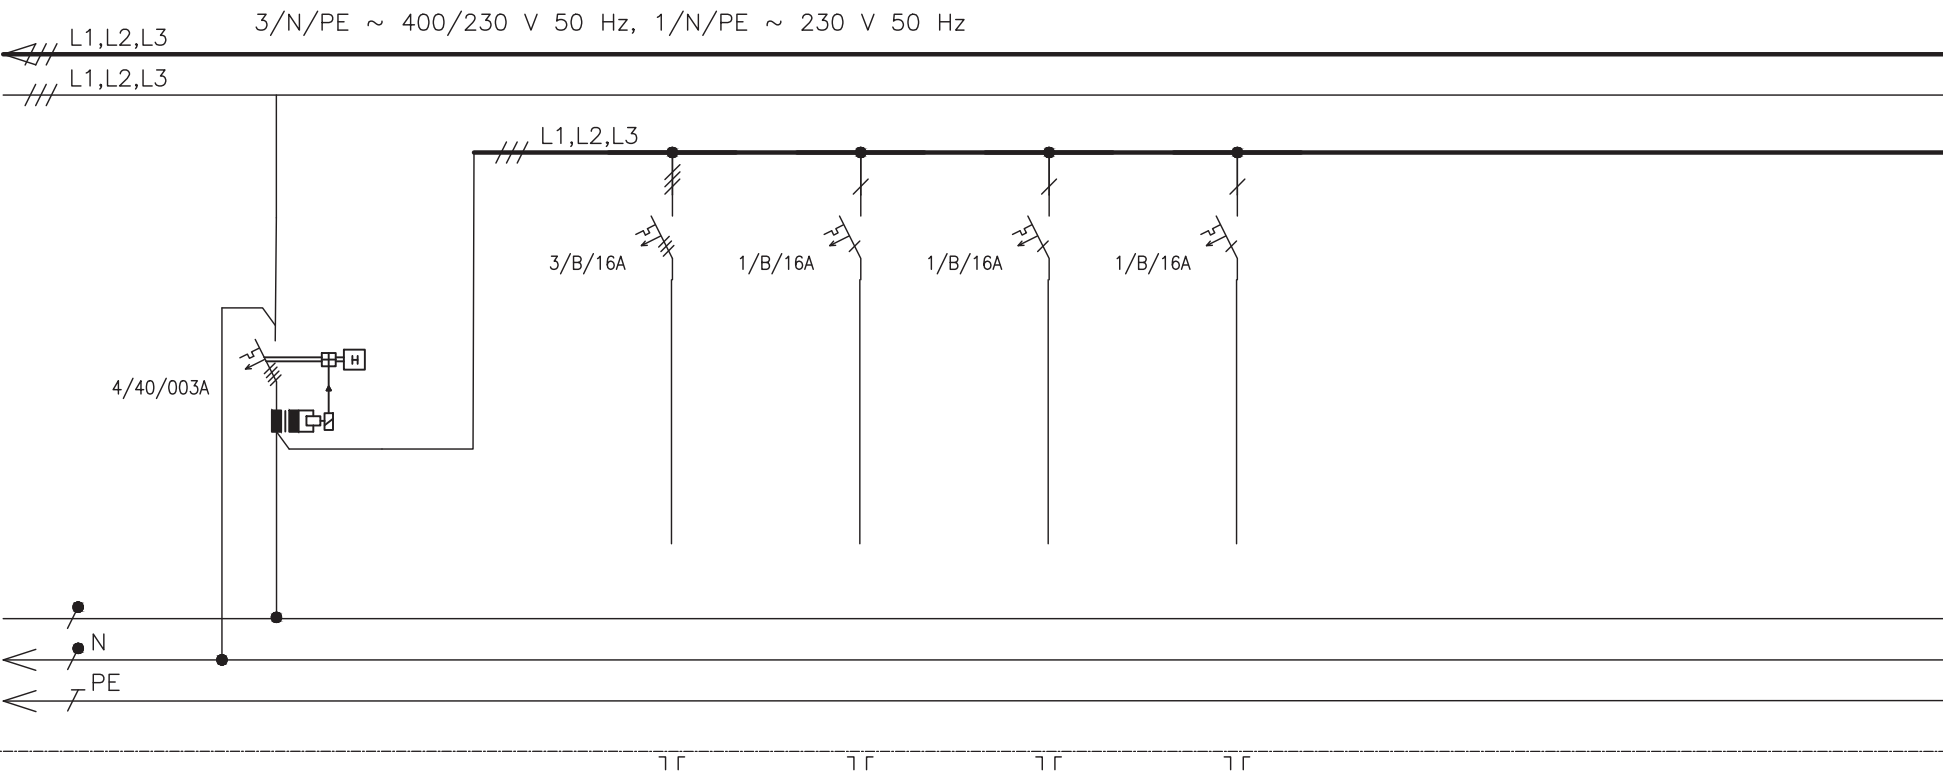 3/N/PE ~ 400/230 V 50 Hz, 1/N/PE ~ 230 V 50 Hz
L1,L2,L3
L1,L2,L3
L1,L2,L3
3/B/16A 1/B/16A 1/B/16A 1/B/16A
H
4/40/003A
N
PE